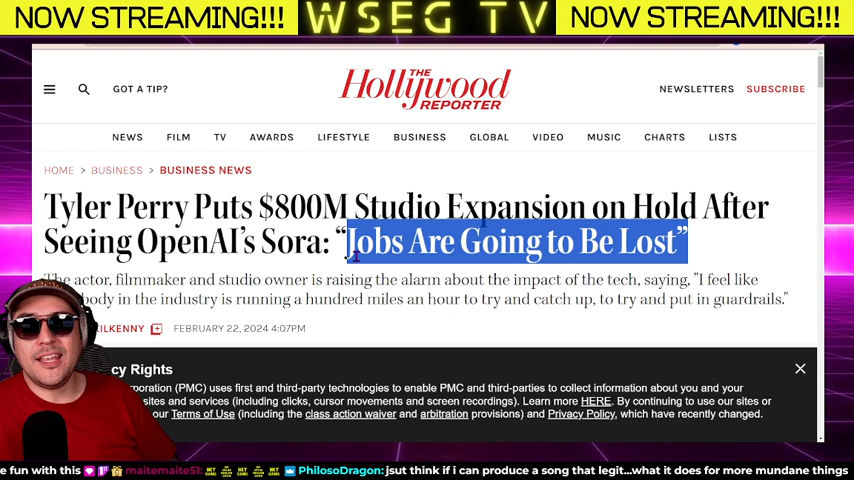 NOW STREAMING!!! WSEG TV NOW STREAMING!!!
GOT A TIP?
THE
Hollywood
REPORTER
NEWSLETTERS SUBSCRIBE
NEWS FILM TV AWARDS LIFESTYLE BUSINESS GLOBAL VIDEO MUSIC CHARTS LISTS
HOME > BUSINESS > BUSINESS NEWS
Tyler Perry Puts $800M Studio Expansion on Hold After
Seeing OpenAI's Sora: “Jobs Are Going to Be Lost”
The actor, filmmaker and studio owner is raising the alarm about the impact of the tech, saying, "I feel like
body in the industry is running a hundred miles an hour to try and catch up, to try and put in guardrails."
KILKENNY FEBRUARY 22, 2024 4:07PM
cy Rights
orporation (PMC) uses first and third-party technologies to enable PMC and third-parties to collect information about you and your
sites and services (including clicks, cursor movements and screen recordings). Learn more HERE. By continuing to use our sites or
our Terms of Use (including the class action waiver and arbitration provisions) and Privacy Policy, which have recently changed.
e fun with this maitemaite51: PhilosoDragon: jsut think if i can produce a song that legit...what it does for more mundane things